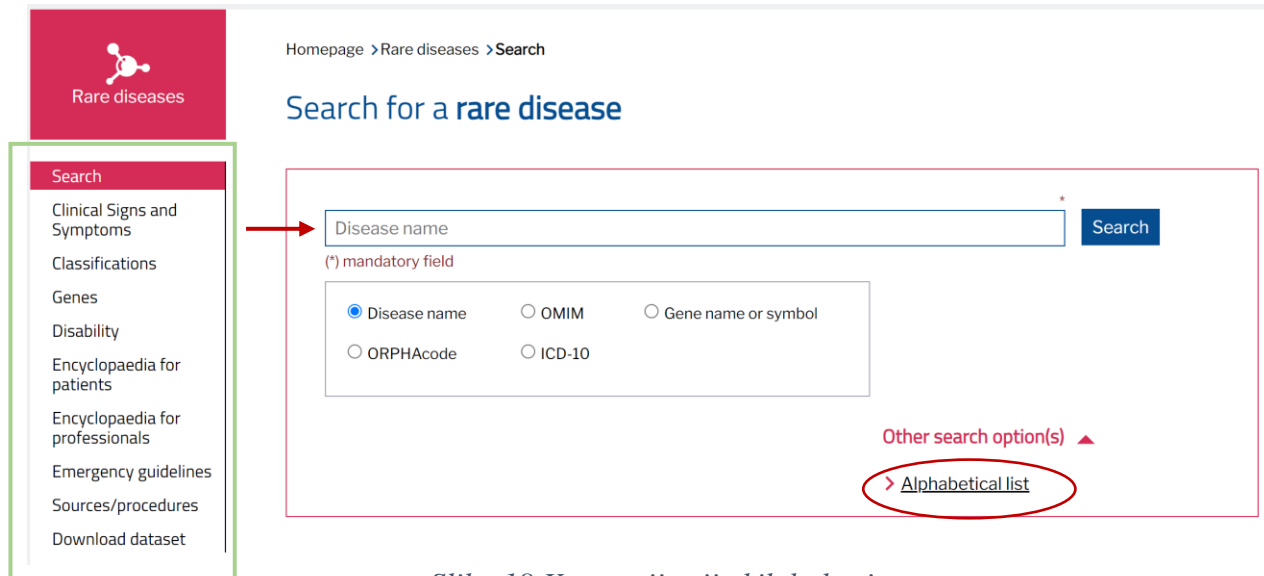 Rare diseases
Homepage >Rare diseases >Search
Search for a rare disease
Search
Clinical Signs and
Symptoms
Classifications
Genes
Disability
Encyclopaedia for
patients
Encyclopaedia for
professionals
Emergency guidelines
Sources/procedures
Download dataset
*
Disease name
Search
(*) mandatory field
Disease name OMIM Gene name or symbol
ORPHAcode ICD-10
Other search option(s)
> Alphabetical list